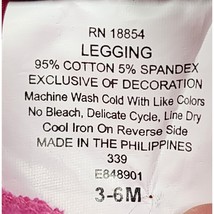 RN 18854
LEGGING
95% COTTON 5% SPANDEX
EXCLUSIVE OF DECORATION
Machine Wash Cold With Like Colors
No Bleach, Delicate Cycle, Line Dry
Cool Iron On Reverse Side
MADE IN THE PHILIPPINES
339
E848901
3-6M